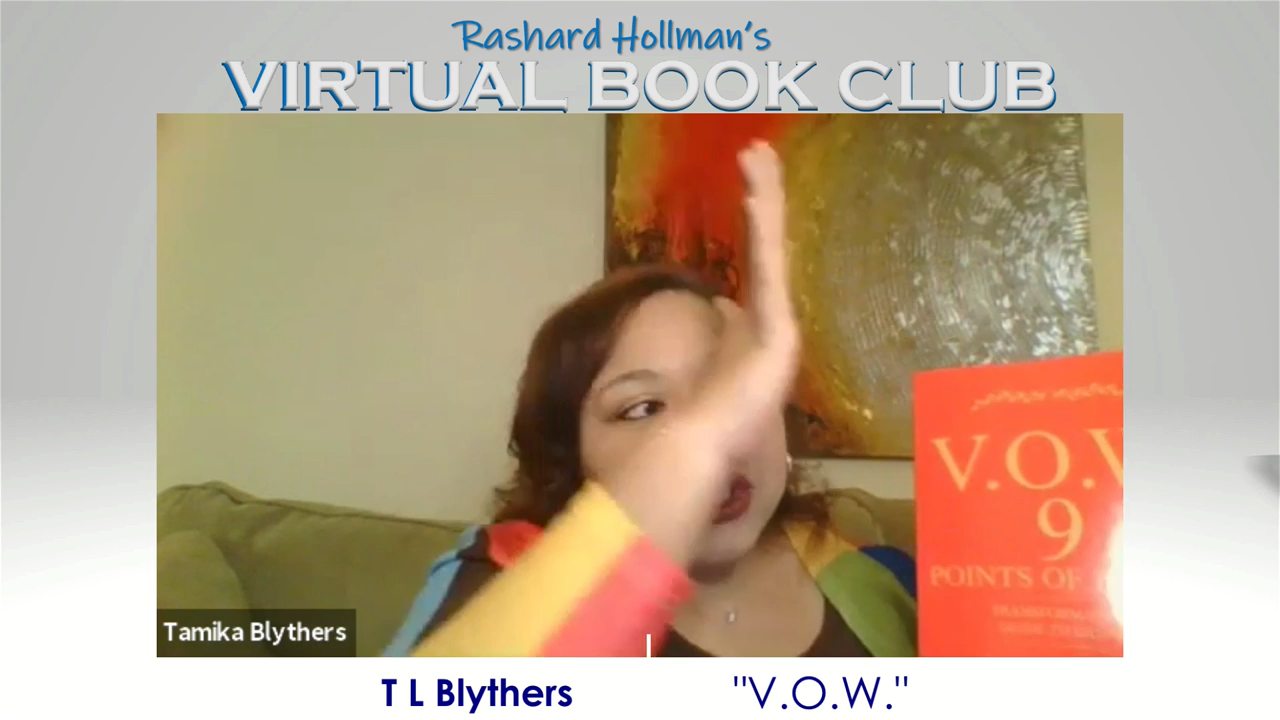 Rashard Hollman's
VIRTUAL BOOK CLUB
V.O.
9
POINTS OF
Tamika Blythers
T L Blythers
"V.O.W."